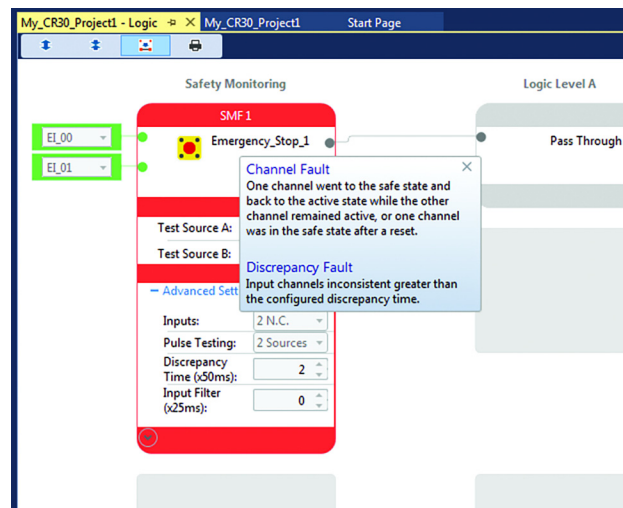 My_CR30_Project1 - Logic My_CR30_Project1 Start Page
Safety Monitoring Logic Level A
SMF 1
EI_00
Emergency_Stop_1
Pass Through
EI_01
Channel Fault
One channel went to the safe state and
back to the active state while the other
channel remained active, or one channel
was in the safe state after a reset.
Discrepancy Fault
Input channels inconsistent greater than
the configured discrepancy time.
Test Source A:
Test Source B:
Advanced Sett
Inputs: 2 N.C.
Pulse Testing: 2 Sources
Discrepancy
Time (x50ms): 2
Input Filter
(x25ms): 0